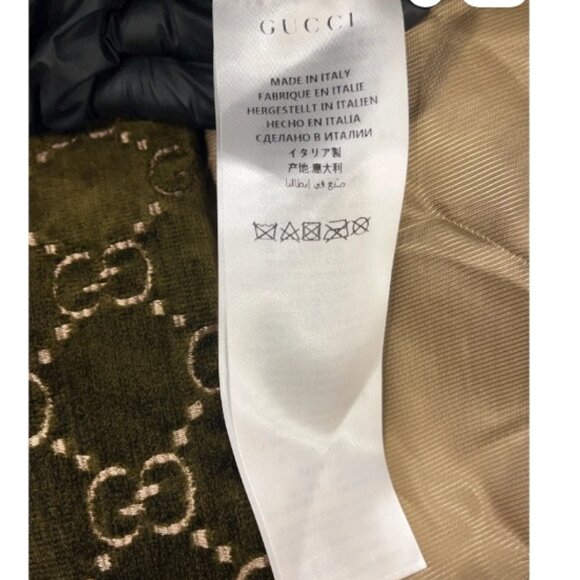 GUCCI
MADE IN ITALY
FABRIQUE EN ITALIE
HERGESTELLT IN ITALIEN
HECHO EN ITALIA
СДЕЛАНО В ИТАЛИИ
イタリア製
产地:意大利
صنع في إيطاليا